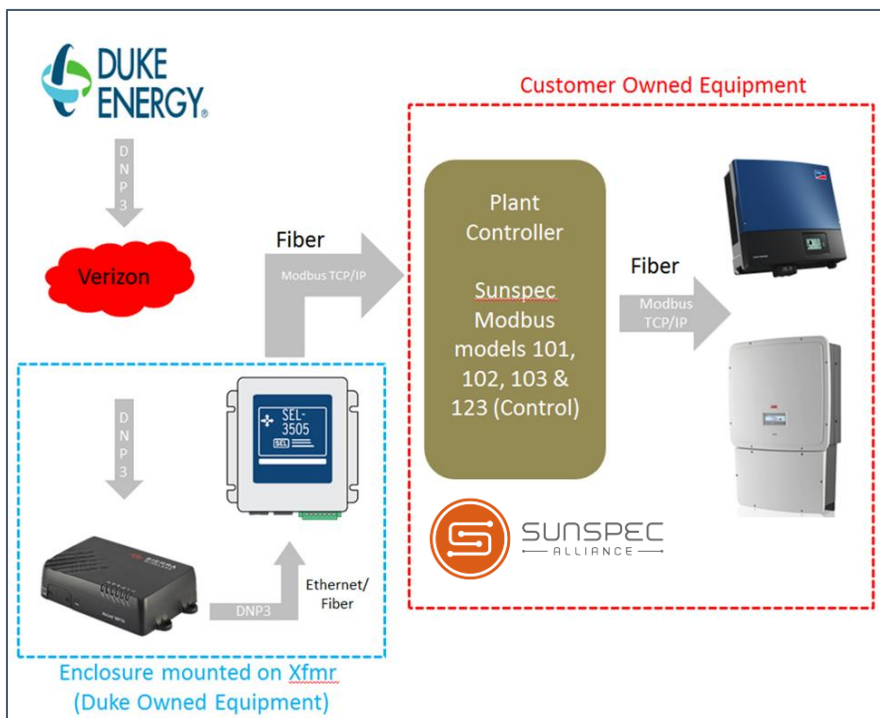 DUKE
ENERGY®
DNP3
Verizon
Fiber
Modbus TCP/IP
Customer Owned Equipment
Plant
Controller
Sunspec
Modbus
models 101,
102, 103 &
123 (Control)
Fiber
Modbus
TCP/IP
SUNSPEC
ALLIANCE
DNP3
SEL-
3505
SEL
SIERRA
DNP3
Ethernet/
Fiber
Enclosure mounted on Xfmr
(Duke Owned Equipment)